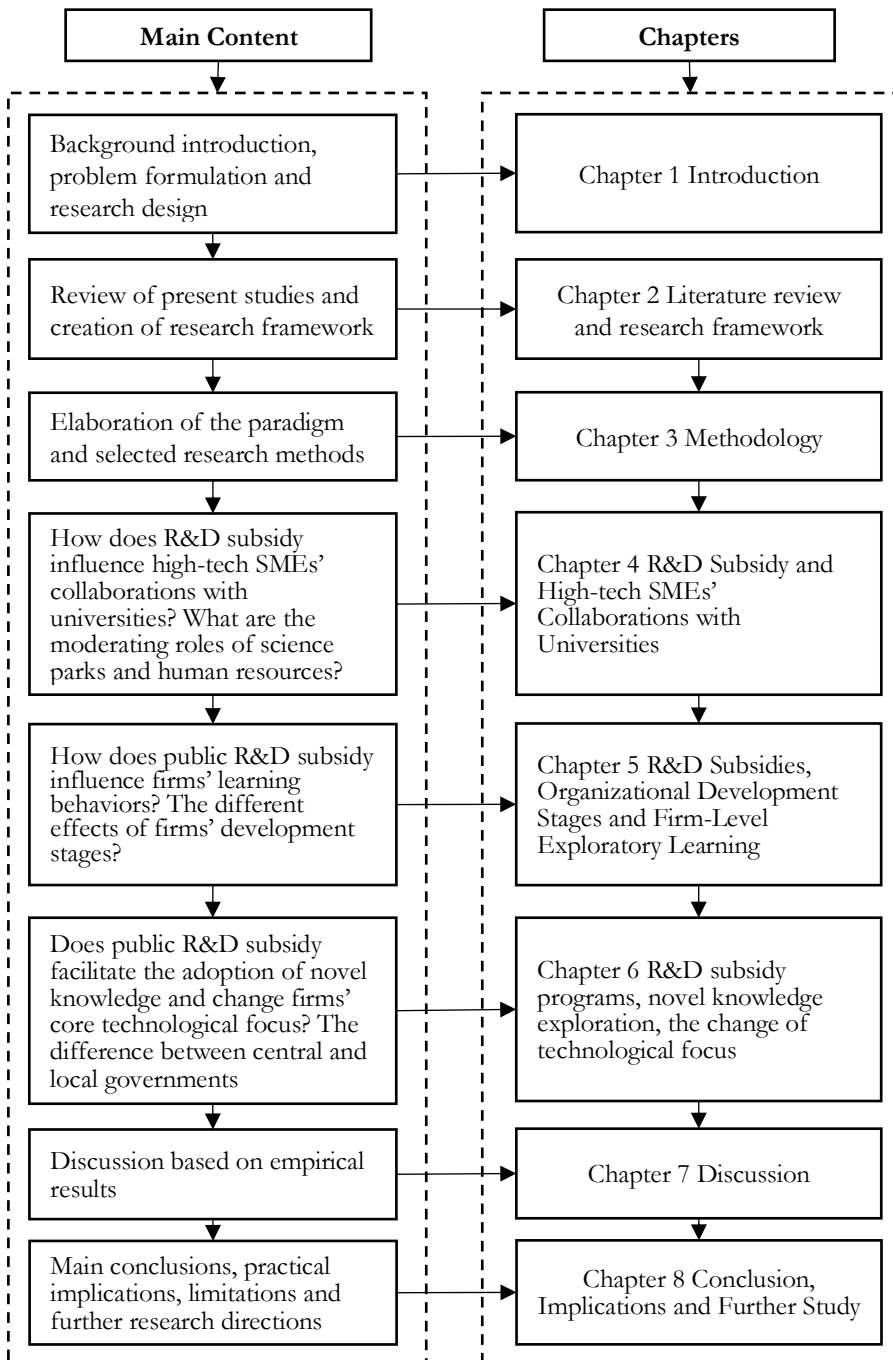 Main Content
Chapters
Background introduction,
problem formulation and
research design
Chapter 1 Introduction
Review of present studies and
creation of research framework
Chapter 2 Literature review
and research framework
Elaboration of the paradigm
and selected research methods
Chapter 3 Methodology
How does R&D subsidy
influence high-tech SMEs’
collaborations with
universities? What are the
moderating roles of science
parks and human resources?
Chapter 4 R&D Subsidy and
High-tech SMEs’
Collaborations with
Universities
How does public R&D subsidy
influence firms’ learning
behaviors? The different
effects of firms’ development
stages?
Chapter 5 R&D Subsidies,
Organizational Development
Stages and Firm-Level
Exploratory Learning
Does public R&D subsidy
facilitate the adoption of novel
knowledge and change firms’
core technological focus? The
difference between central and
local governments
Chapter 6 R&D subsidy
programs, novel knowledge
exploration, the change of
technological focus
Discussion based on empirical
results
Chapter 7 Discussion
Main conclusions, practical
implications, limitations and
further research directions
Chapter 8 Conclusion,
Implications and Further Study